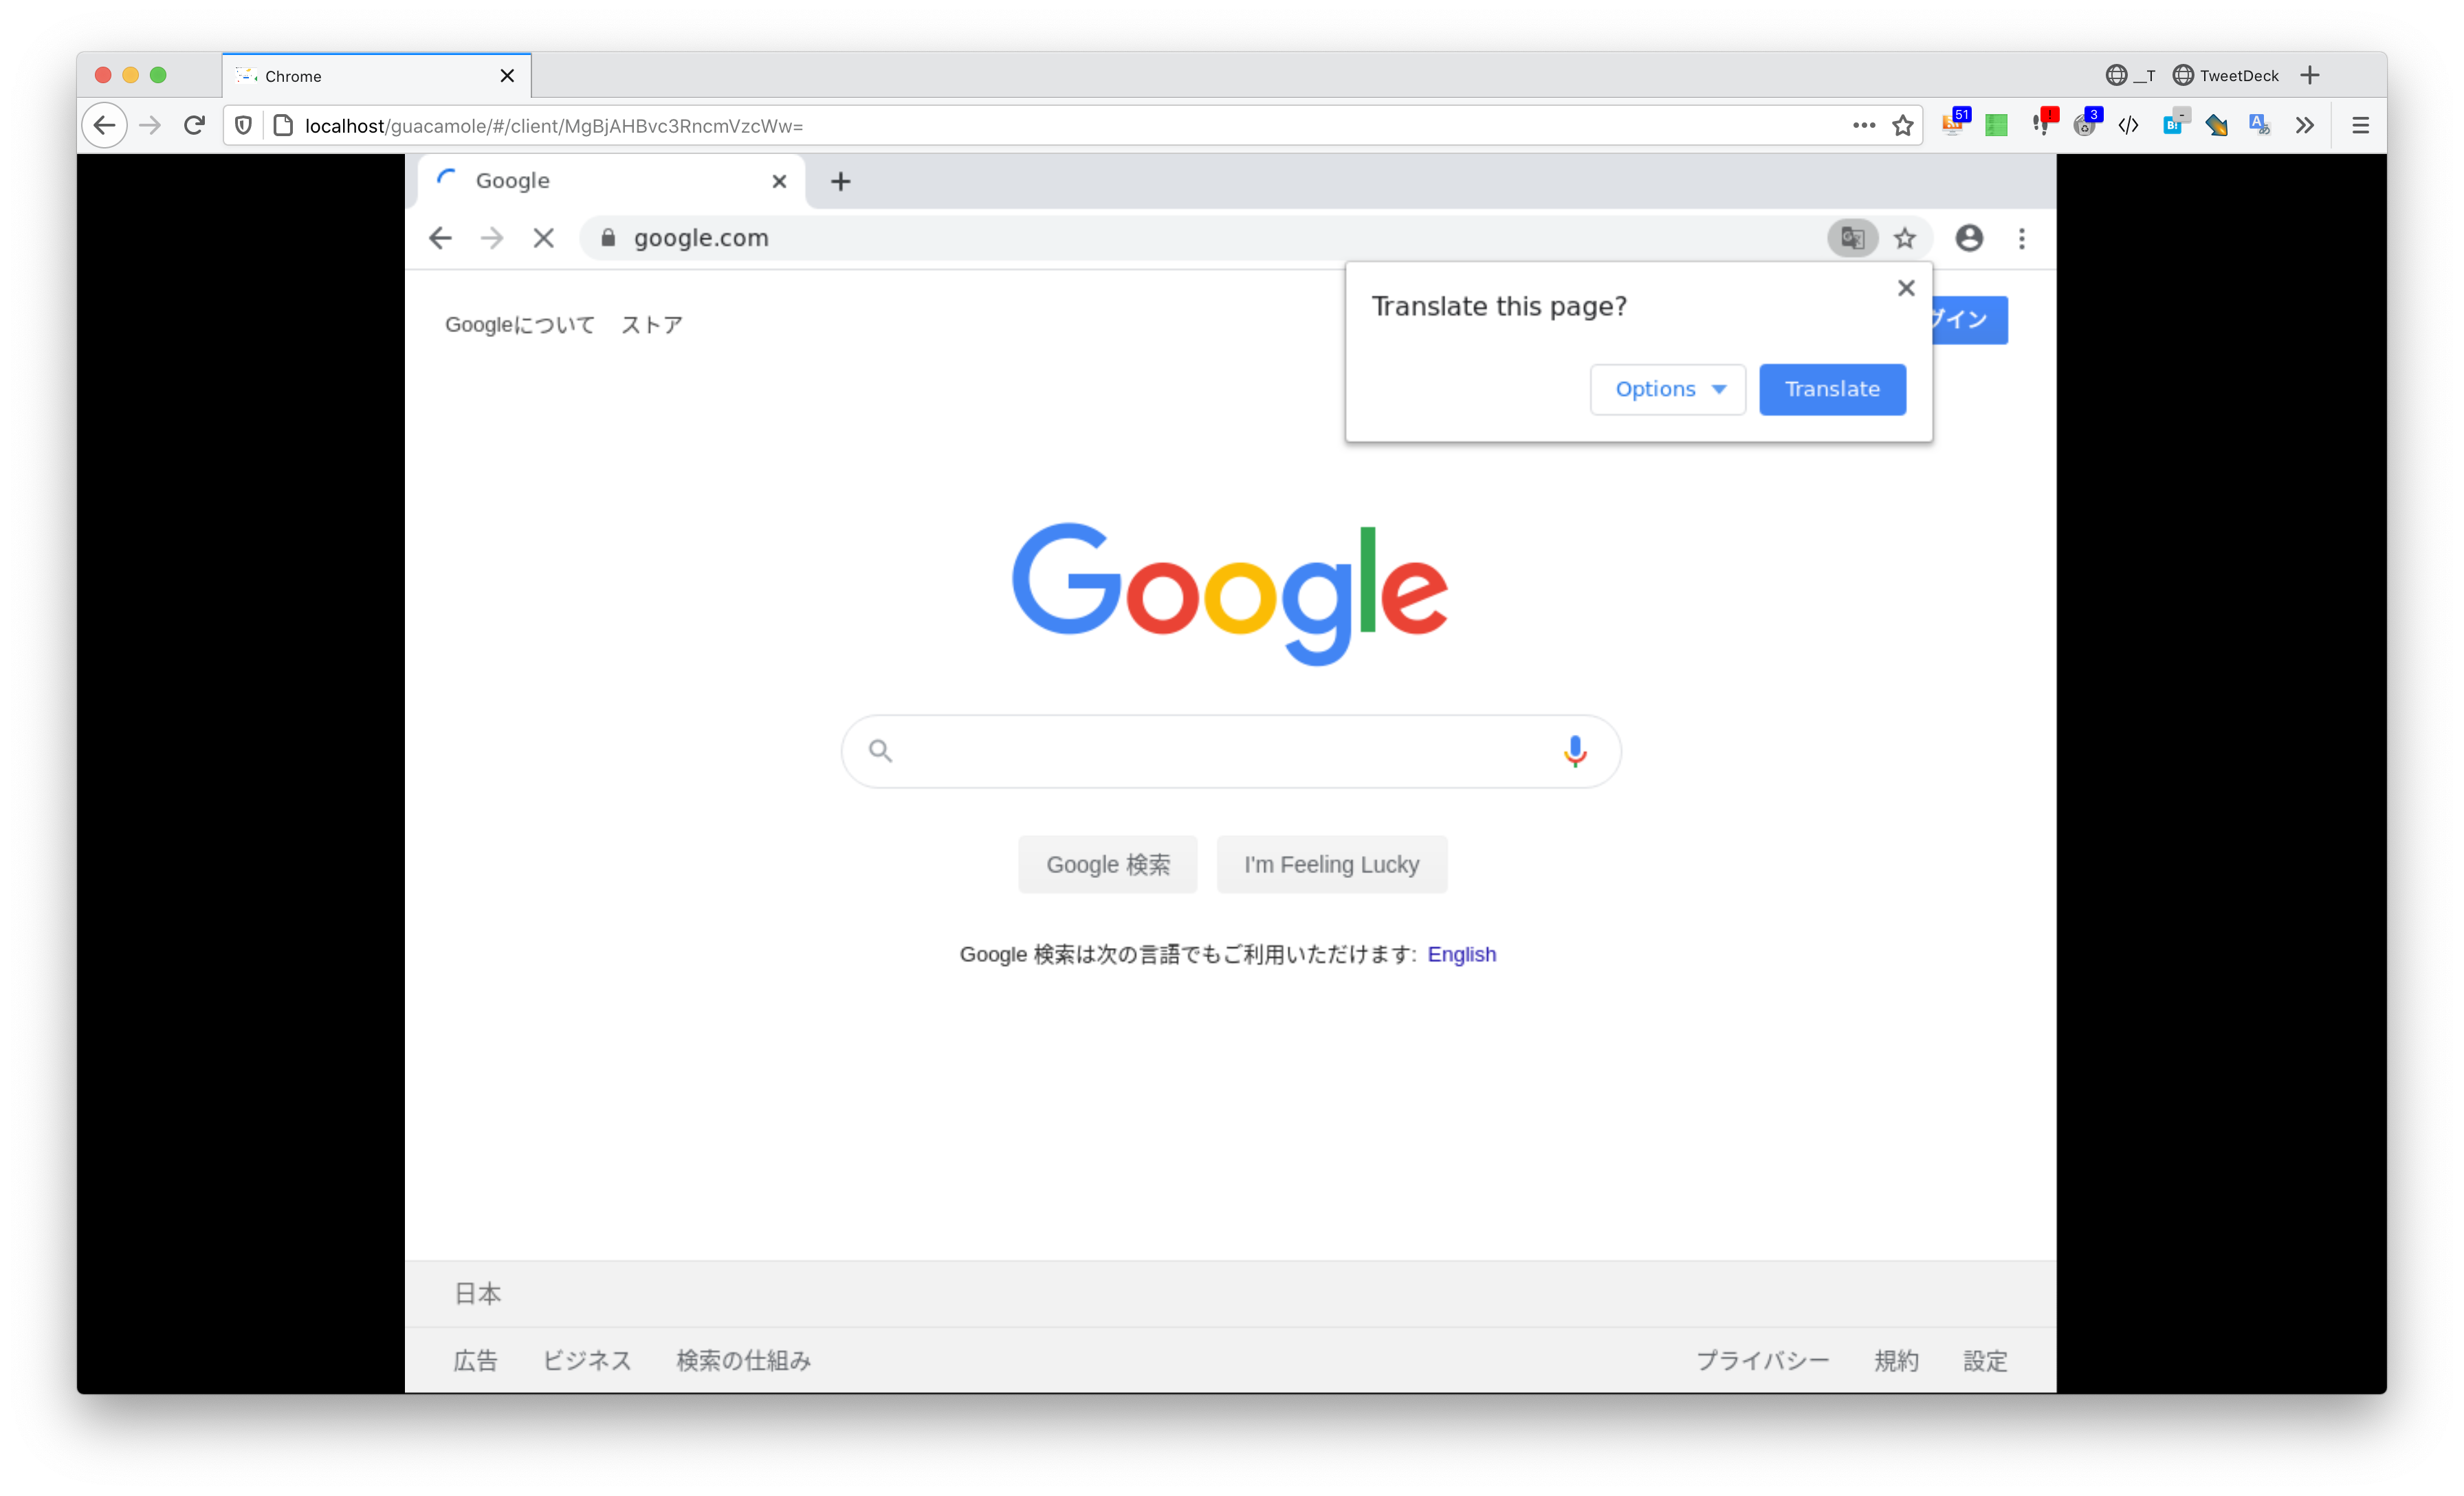 Chrome
__T
TweetDeck
localhost/guacamole/#/client/MgBjAHBvc3RncmVzcWw=
51
!
3
</>
B!
-
A
Google
google.com
Translate this page?
Options
Translate
Googleについて ストア
グイン
Google
Google 検索
I'm Feeling Lucky
Google 検索は次の言語でもご利用いただけます: English
日本
広告 ビジネス 検索の仕組み プライバシー 規約 設定